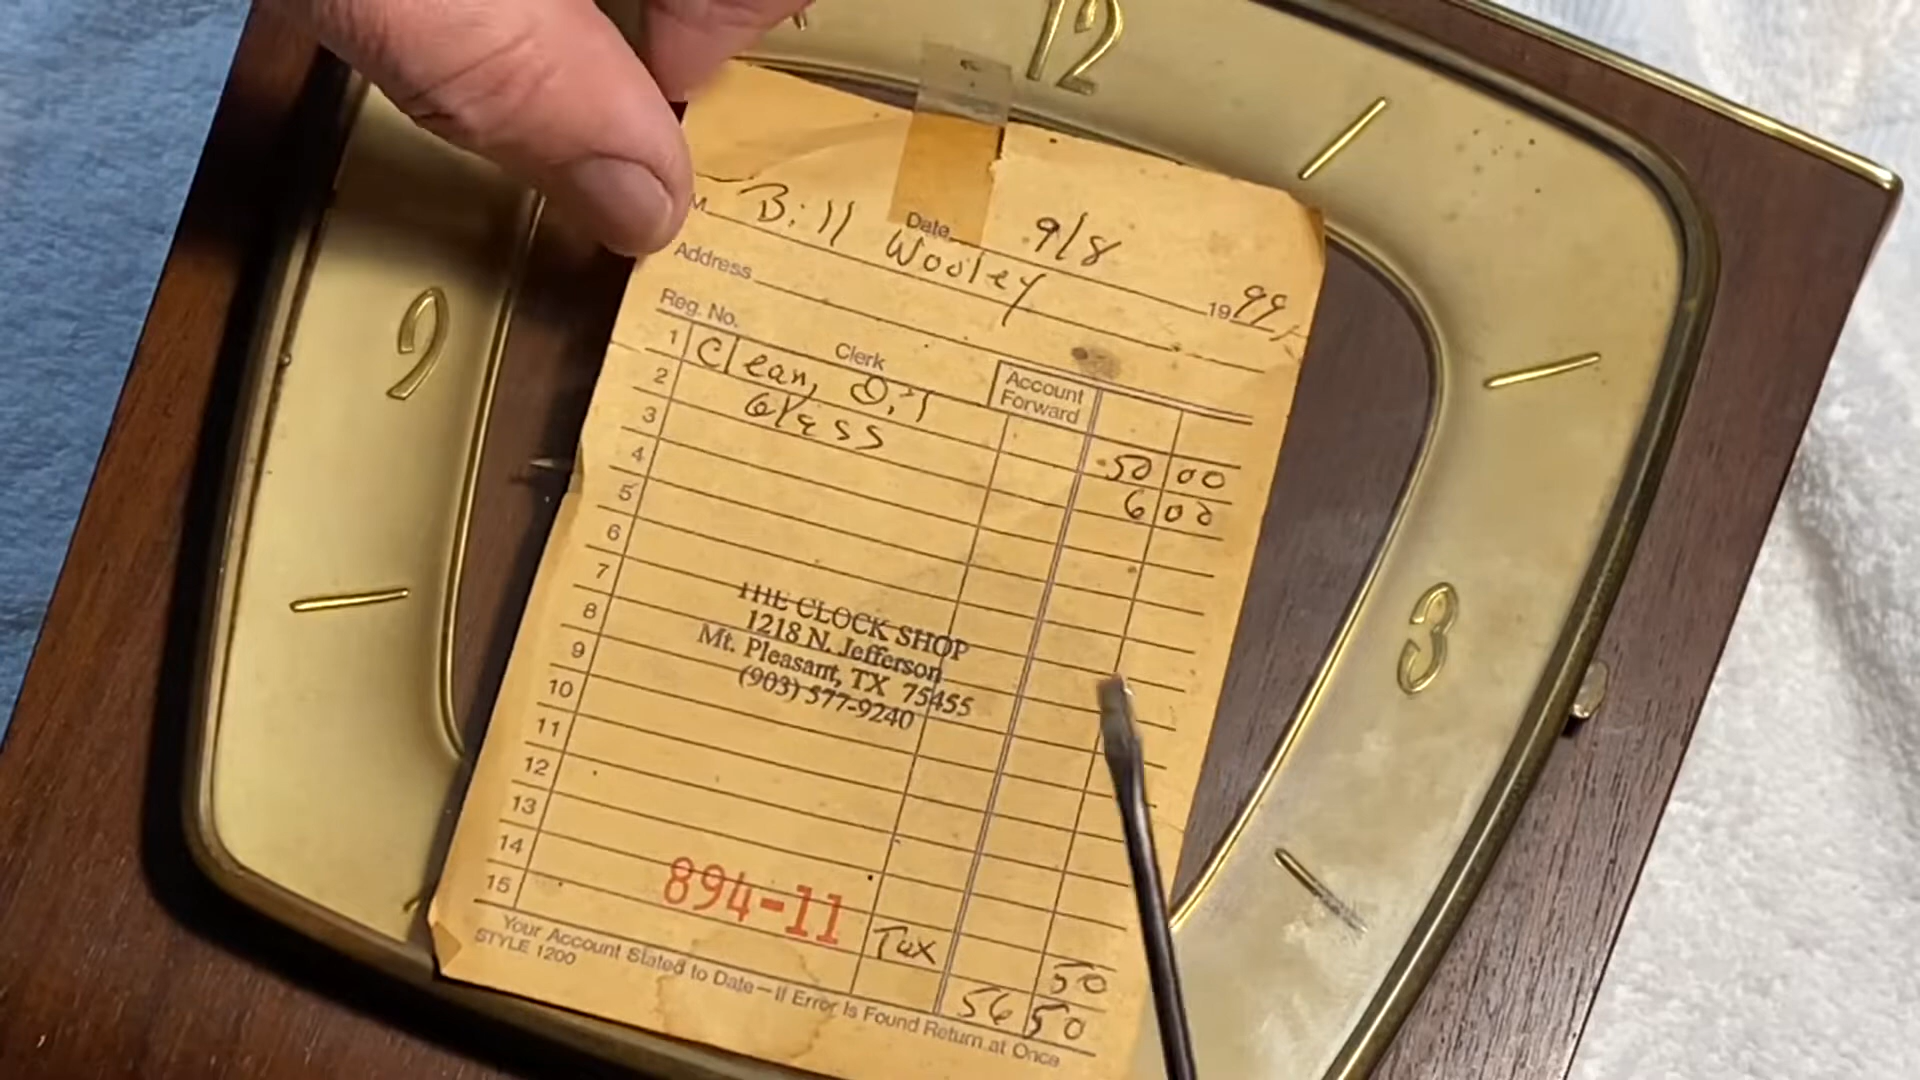 12
Date 9/8 1999
M Bill Wooley
Address
Reg. No. Clerk Account Forward
1 Clean, Oil 50 00
2 Glass 6 00
3
4
5
6
7
8
9
10
11
12
13
14
15
THE CLOCK SHOP
1218 N. Jefferson
Mt. Pleasant, TX 75455
(903) 577-9240
894-11
Tax 50
56 50
Your Account Stated to Date—If Error Is Found Return at Once
STYLE 1200
9
3